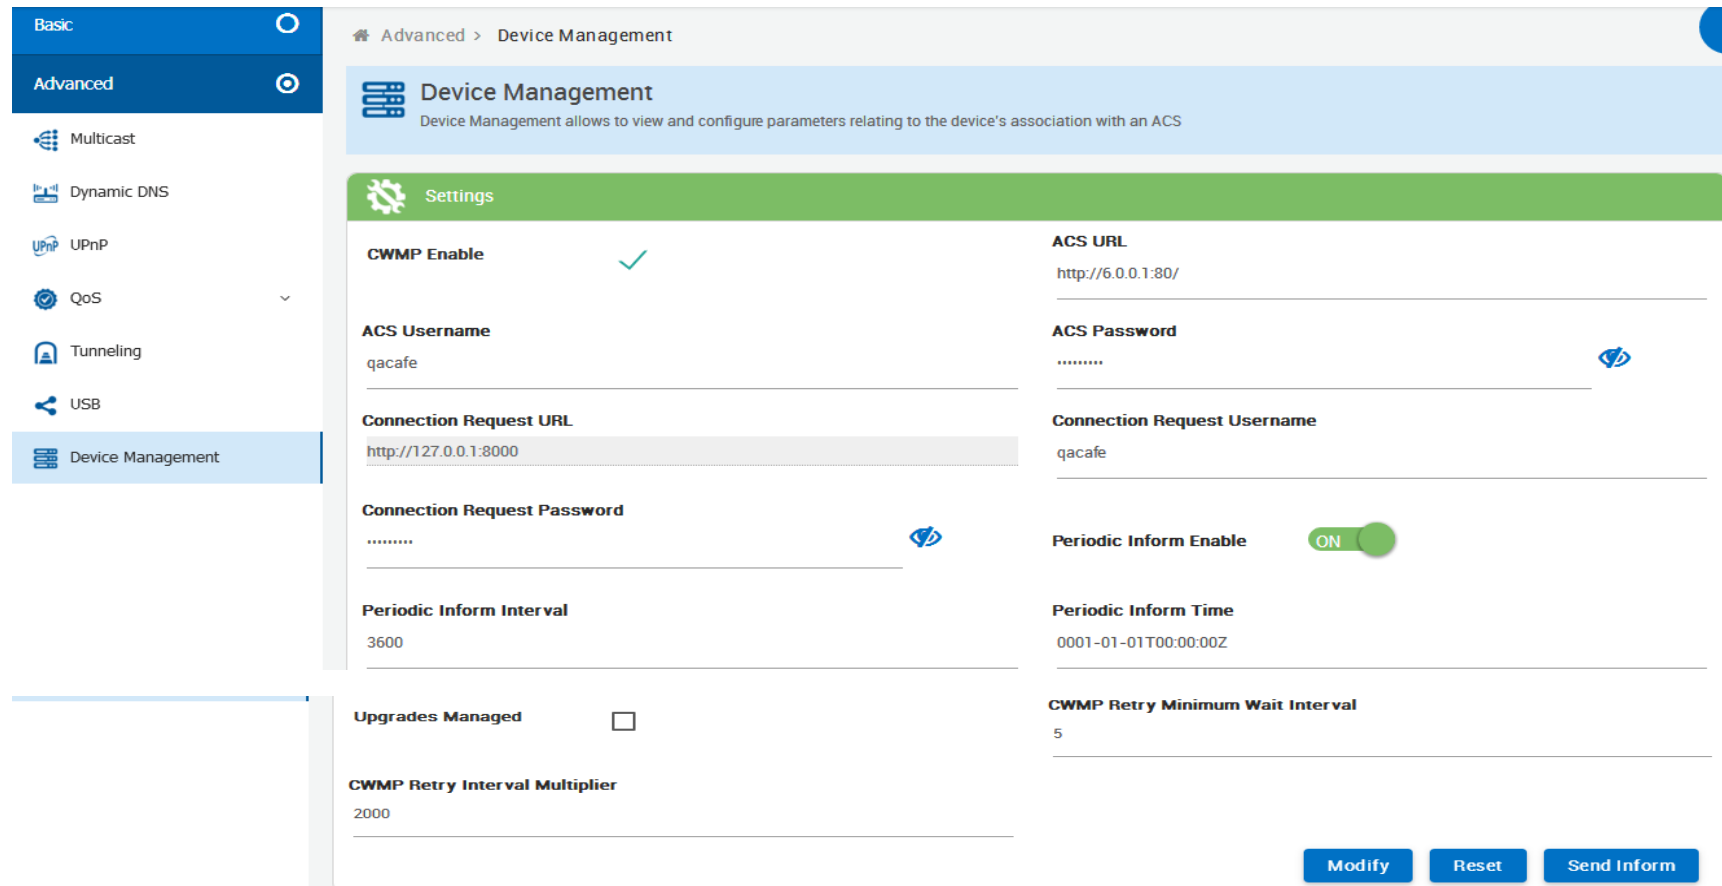 Basic
Advanced
Multicast
Dynamic DNS
UPnP UPnP
QoS
Tunneling
USB
Device Management
Advanced > Device Management
Device Management
Device Management allows to view and configure parameters relating to the device's association with an ACS
Settings
CWMP Enable
ACS URL
http://6.0.0.1:80/
ACS Username
qacafe
ACS Password
•••••••••
Connection Request URL
http://127.0.0.1:8000
Connection Request Username
qacafe
Connection Request Password
•••••••••
Periodic Inform Enable
ON
Periodic Inform Interval
3600
Periodic Inform Time
0001-01-01T00:00:00Z
Upgrades Managed
CWMP Retry Minimum Wait Interval
5
CWMP Retry Interval Multiplier
2000
Modify Reset Send Inform